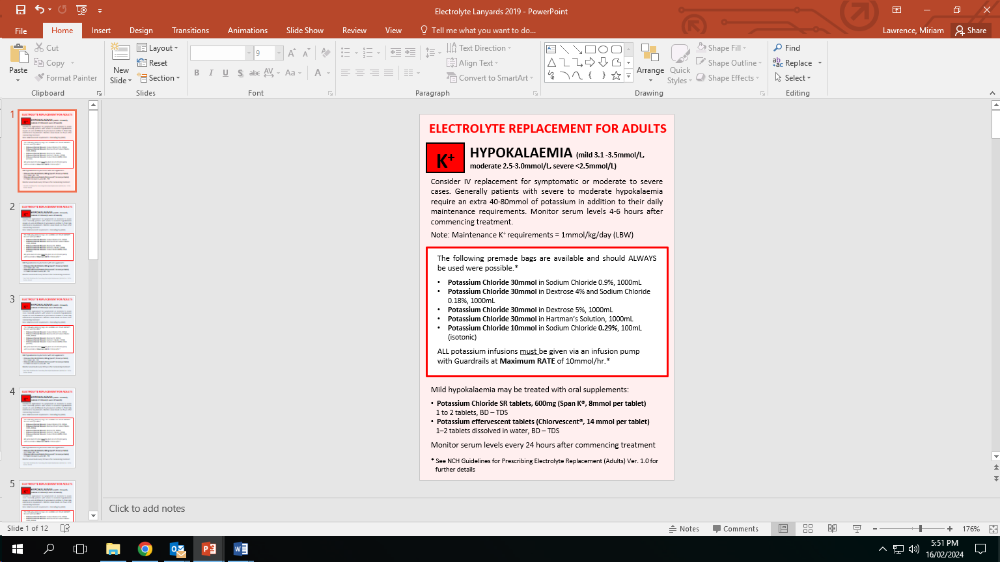 Electrolyte Lanyards 2019 - PowerPoint
File Home Insert Design Transitions Animations Slide Show Review View Tell me what you want to do... Lawrence, Miriam Share
Paste
Cut
Copy
Format Painter
Clipboard
New Slide
Layout
Reset
Section
Slides
9
B I U S abc AV Aa A
Font
Text Direction
Align Text
Convert to SmartArt
Paragraph
Arrange
Quick Styles
Shape Fill
Shape Outline
Shape Effects
Drawing
Find
Replace
Select
Editing
1
2
3
4
5
ELECTROLYTE REPLACEMENT FOR ADULTS
K+
HYPOKALAEMIA (mild 3.1 -3.5mmol/L,
moderate 2.5-3.0mmol/L, severe <2.5mmol/L)
Consider IV replacement for symptomatic or moderate to severe
cases. Generally patients with severe to moderate hypokalaemia
require an extra 40-80mmol of potassium in addition to their daily
maintenance requirements. Monitor serum levels 4-6 hours after
commencing treatment.
Note: Maintenance K+ requirements = 1mmol/kg/day (LBW)
The following premade bags are available and should ALWAYS
be used were possible.*
• Potassium Chloride 30mmol in Sodium Chloride 0.9%, 1000mL
• Potassium Chloride 30mmol in Dextrose 4% and Sodium Chloride
0.18%, 1000mL
• Potassium Chloride 30mmol in Dextrose 5%, 1000mL
• Potassium Chloride 30mmol in Hartman's Solution, 1000mL
• Potassium Chloride 10mmol in Sodium Chloride 0.29%, 100mL
(isotonic)
ALL potassium infusions must be given via an infusion pump
with Guardrails at Maximum RATE of 10mmol/hr.*
Mild hypokalaemia may be treated with oral supplements:
• Potassium Chloride SR tablets, 600mg (Span K®, 8mmol per tablet)
1 to 2 tablets, BD – TDS
• Potassium effervescent tablets (Chlorvescent®, 14 mmol per tablet)
1–2 tablets dissolved in water, BD – TDS
Monitor serum levels every 24 hours after commencing treatment
* See NCH Guidelines for Prescribing Electrolyte Replacement (Adults) Ver. 1.0 for
further details
Click to add notes
Slide 1 of 12 Notes Comments 176%
5:51 PM
16/02/2024